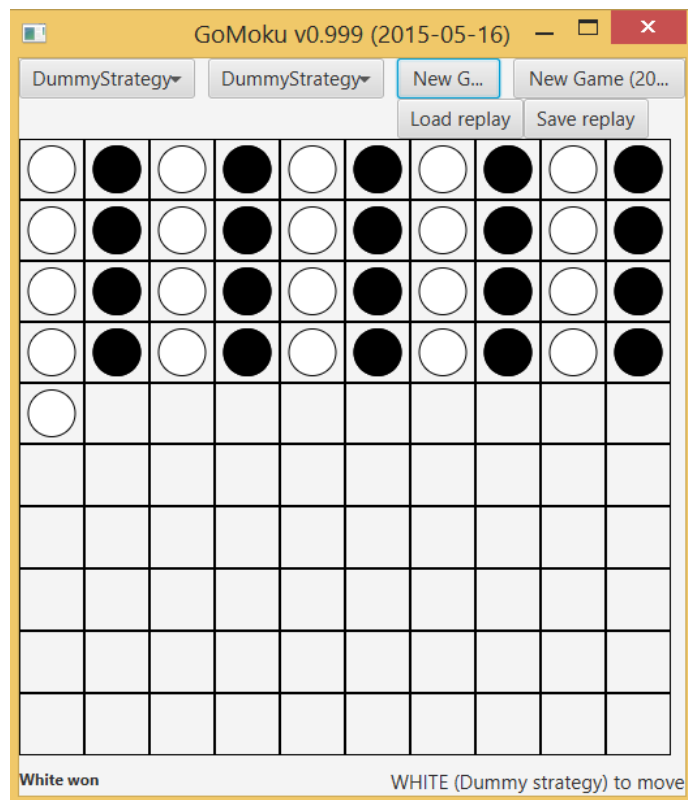 GoMoku v0.999 (2015-05-16)
DummyStrategy DummyStrategy New G... New Game (20...
Load replay Save replay
White won WHITE (Dummy strategy) to move